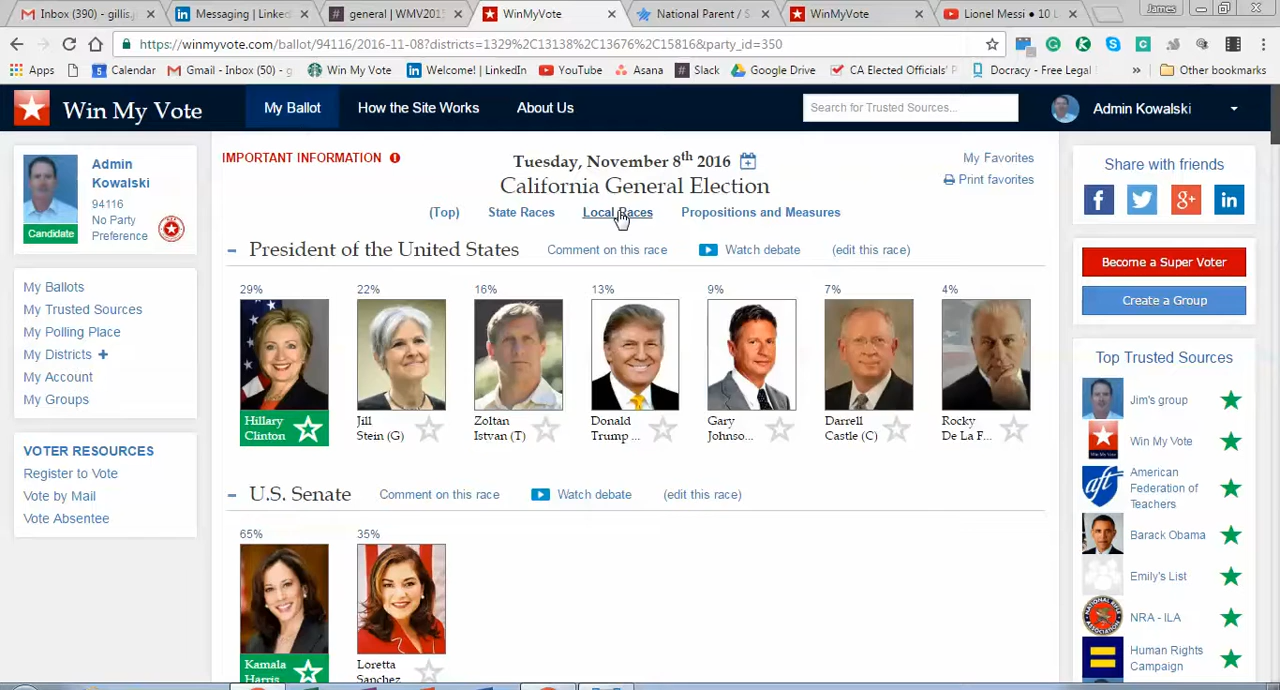 Inbox (390) - gillis.j
Messaging | Linked
general | WMV201
WinMyVote
National Parent / S
WinMyVote
Lionel Messi ● 10 L
James
https://winmyvote.com/ballot/94116/2016-11-08?districts=1329%2C13138%2C13676%2C15816&party_id=350
Apps
Calendar
Gmail - Inbox (50) - g
Win My Vote
Welcome! | LinkedIn
YouTube
Asana
Slack
Google Drive
CA Elected Officials' P
Docracy - Free Legal
»
Other bookmarks
Win My Vote
My Ballot
How the Site Works
About Us
Search for Trusted Sources...
Admin Kowalski
Admin
Kowalski
94116
No Party
Preference
Candidate
My Ballots
My Trusted Sources
My Polling Place
My Districts +
My Account
My Groups
VOTER RESOURCES
Register to Vote
Vote by Mail
Vote Absentee
IMPORTANT INFORMATION
Tuesday, November 8th 2016
California General Election
My Favorites
Print favorites
(Top)
State Races
Local Races
Propositions and Measures
President of the United States
Comment on this race
Watch debate
(edit this race)
29%
22%
16%
13%
9%
7%
4%
Hillary
Clinton
Jill
Stein (G)
Zoltan
Istvan (T)
Donald
Trump ...
Gary
Johnso...
Darrell
Castle (C)
Rocky
De La F...
U.S. Senate
Comment on this race
Watch debate
(edit this race)
65%
35%
Kamala
Harris
Loretta
Sanchez
Share with friends
Become a Super Voter
Create a Group
Top Trusted Sources
Jim's group
Win My Vote
American
Federation of
Teachers
Barack Obama
Emily's List
NRA - ILA
Human Rights
Campaign